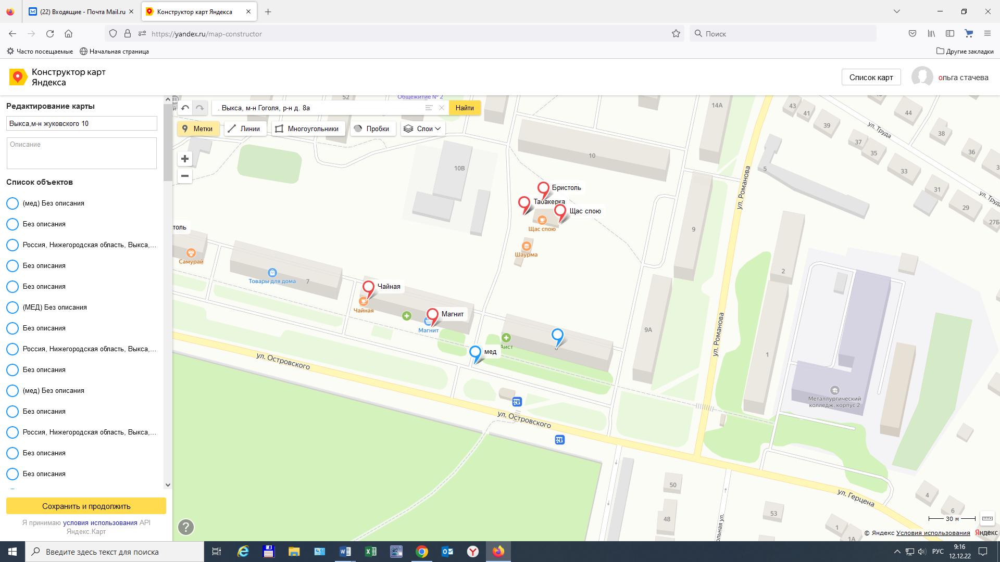 (22) Входящие - Почта Mail.ru
Конструктор карт Яндекса
https://yandex.ru/map-constructor
Поиск
Часто посещаемые
Начальная страница
Другие закладки
Конструктор карт
Яндекса
Список карт
ольга стачева
Редактирование карты
Выкса,м-н жуковского 10
Описание
Список объектов
(мед) Без описания
Без описания
Россия, Нижегородская область, Выкса,...
Без описания
Без описания
(МЕД) Без описания
Без описания
Россия, Нижегородская область, Выкса,...
Без описания
(мед) Без описания
Без описания
Россия, Нижегородская область, Выкса,...
Без описания
Без описания
Сохранить и продолжить
Я принимаю условия использования API
Яндекс.Карт
. Выкса, м-н Гоголя, р-н д. 8а
Найти
Метки
Линии
Многоугольники
Пробки
Слои
52
Общежитие № 2
14А
43
41
39
44
38
37
35
36
33
31
29
27Б
ул. Труда
ул. Труда
5
10
10В
Бристоль
Табакерка
Щас спою
Щас спою
Шаурма
9
ул. Романова
толь
Самурай
Товары для дома
7
Чайная
Чайная
Магнит
Магнит
Аист
мед
2
9А
1
ул. Романова
Металлургический
колледж, корпус 2
ул. Островского
ул. Островского
ул. Герцена
50
48
53
4
6
1
1А
льная ул.
30 м
© Яндекс Условия использования
Яндекс
Введите здесь текст для поиска
РУС
9:16
12.12.22